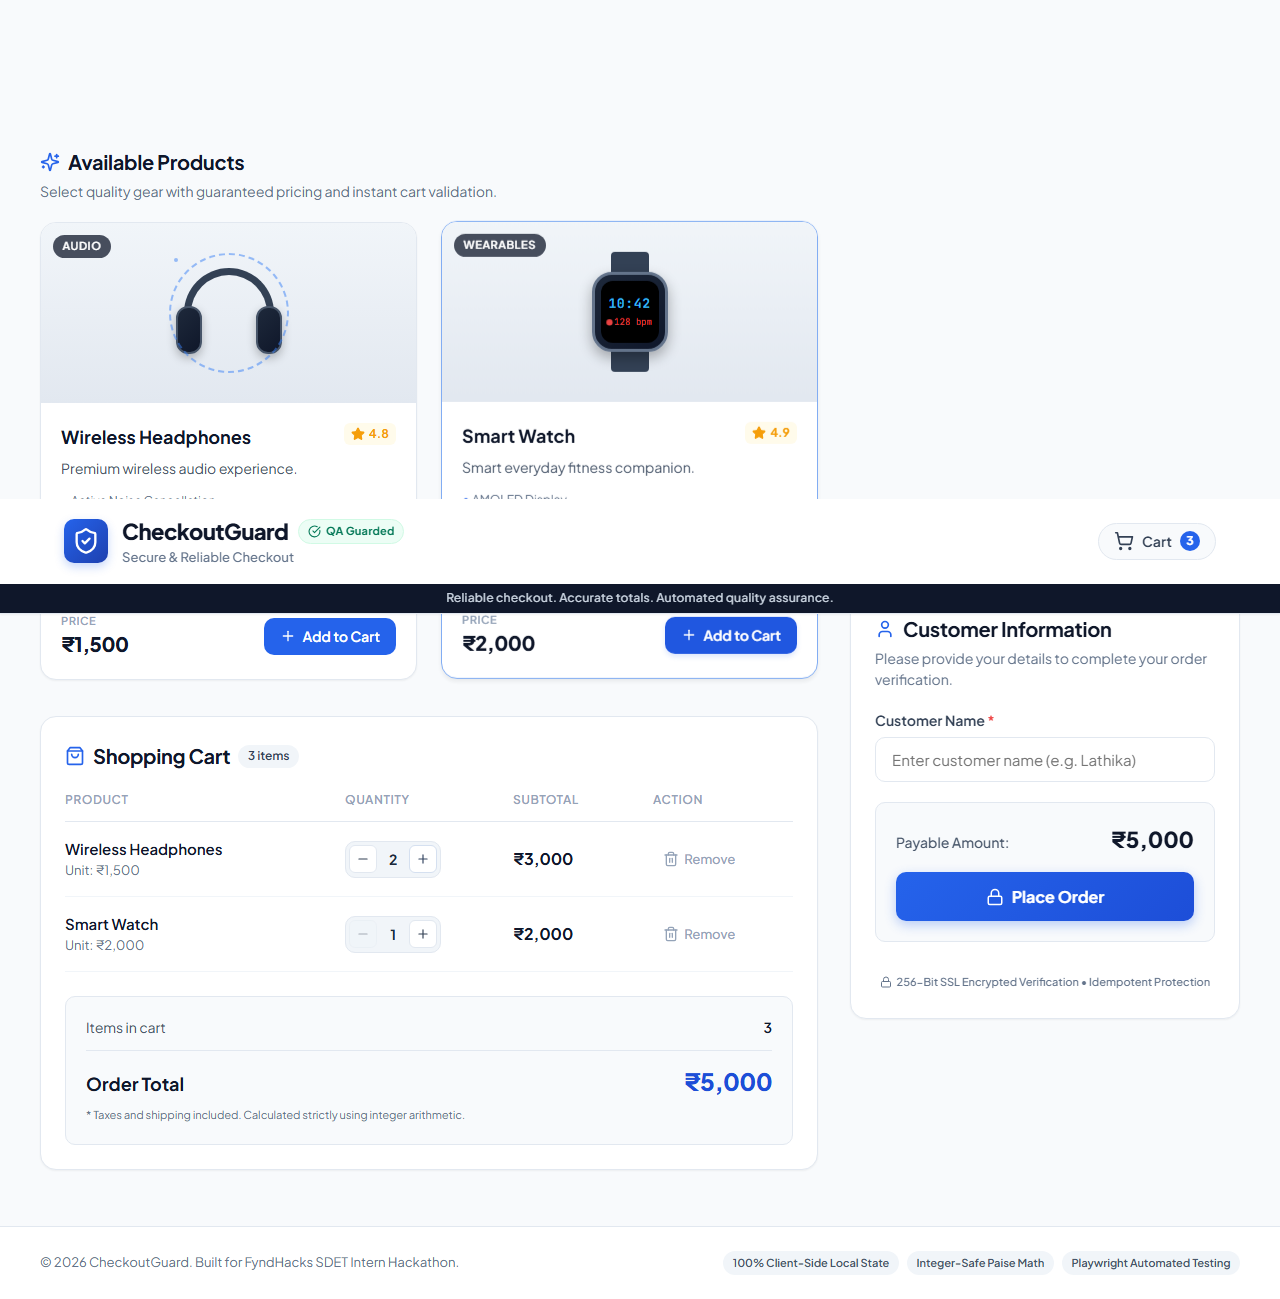 Available Products
Select quality gear with guaranteed pricing and instant cart validation.
AUDIO
WEARABLES
10:42
128 bpm
Wireless Headphones
4.8
Premium wireless audio experience.
Smart Watch
4.9
Smart everyday fitness companion.
CheckoutGuard
QA Guarded
Secure & Reliable Checkout
Cart 3
Reliable checkout. Accurate totals. Automated quality assurance.
PRICE
₹1,500
Add to Cart
PRICE
₹2,000
Add to Cart
Shopping Cart 3 items
PRODUCT QUANTITY SUBTOTAL ACTION
Wireless Headphones
Unit: ₹1,500
− 2 + ₹3,000 Remove
Smart Watch
Unit: ₹2,000
− 1 + ₹2,000 Remove
Items in cart 3
Order Total ₹5,000
* Taxes and shipping included. Calculated strictly using integer arithmetic.
Customer Information
Please provide your details to complete your order
verification.
Customer Name *
Enter customer name (e.g. Lathika)
Payable Amount: ₹5,000
Place Order
256-Bit SSL Encrypted Verification • Idempotent Protection
© 2026 CheckoutGuard. Built for FyndHacks SDET Intern Hackathon.
100% Client-Side Local State
Integer-Safe Paise Math
Playwright Automated Testing